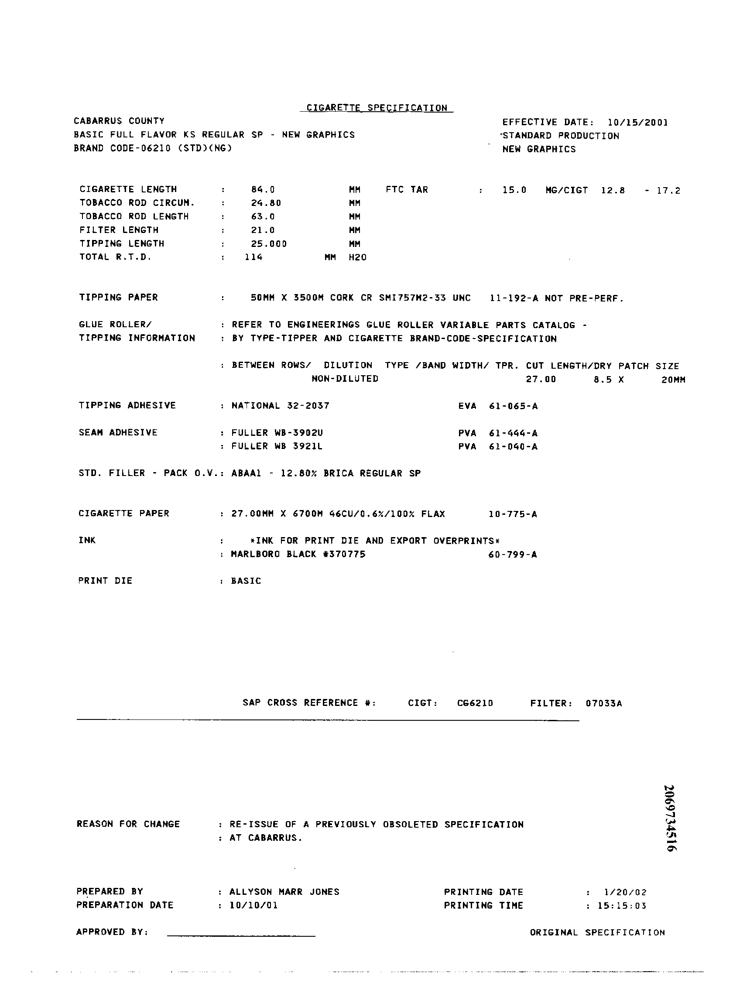 CIGARETTE SPECIFICATION
CABARRUS COUNTY EFFECTIVE DATE: 10/15/2001
BASIC FULL FLAVOR KS REGULAR SP - NEW GRAPHICS STANDARD PRODUCTION
BRAND CODE-06210 (STD)(NG) NEW GRAPHICS
CIGARETTE LENGTH : 84.0 MM FTC TAR : 15.0 MG/CIGT 12.8 - 17.2
TOBACCO ROD CIRCUM. : 24.80 MM
TOBACCO ROD LENGTH : 63.0 MM
FILTER LENGTH : 21.0 MM
TIPPING LENGTH : 25.000 MM
TOTAL R.T.D. : 114 MM H2O
TIPPING PAPER : 50MM X 3500M CORK CR SMI757M2-33 UNC 11-192-A NOT PRE-PERF.
GLUE ROLLER/ : REFER TO ENGINEERINGS GLUE ROLLER VARIABLE PARTS CATALOG -
TIPPING INFORMATION : BY TYPE-TIPPER AND CIGARETTE BRAND-CODE-SPECIFICATION
: BETWEEN ROWS/ DILUTION TYPE /BAND WIDTH/ TPR. CUT LENGTH/DRY PATCH SIZE
NON-DILUTED 27.00 8.5 X 20MM
TIPPING ADHESIVE : NATIONAL 32-2037 EVA 61-065-A
SEAM ADHESIVE : FULLER WB-3902U PVA 61-444-A
: FULLER WB 3921L PVA 61-040-A
STD. FILLER - PACK O.V.: ABAA1 - 12.80% BRICA REGULAR SP
CIGARETTE PAPER : 27.00MM X 6700M 46CU/0.6%/100% FLAX 10-775-A
INK : *INK FOR PRINT DIE AND EXPORT OVERPRINTS*
: MARLBORO BLACK #370775 60-799-A
PRINT DIE : BASIC
SAP CROSS REFERENCE #: CIGT: CG6210 FILTER: 07033A
2069734516
REASON FOR CHANGE : RE-ISSUE OF A PREVIOUSLY OBSOLETED SPECIFICATION
: AT CABARRUS.
PREPARED BY : ALLYSON MARR JONES PRINTING DATE : 1/20/02
PREPARATION DATE : 10/10/01 PRINTING TIME : 15:15:03
APPROVED BY: ORIGINAL SPECIFICATION